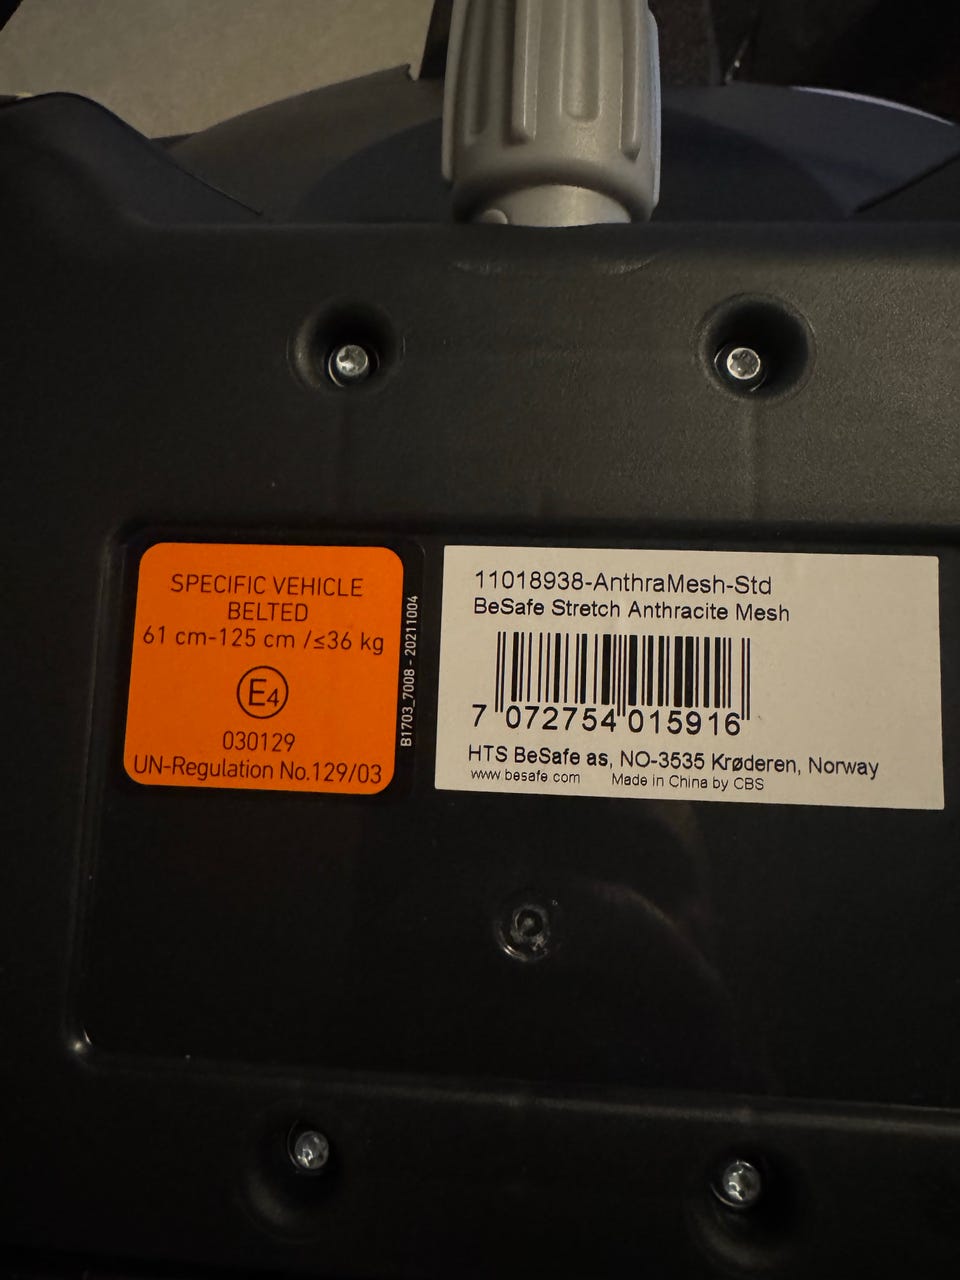 SPECIFIC VEHICLE
BELTED
61 cm-125 cm /≤36 kg
E4
030129
UN-Regulation No.129/03
B1703_7008 - 20211004
11018938-AnthraMesh-Std
BeSafe Stretch Anthracite Mesh
7 072754 015916
HTS BeSafe as, NO-3535 Krøderen, Norway
www.besafe.com Made in China by CBS